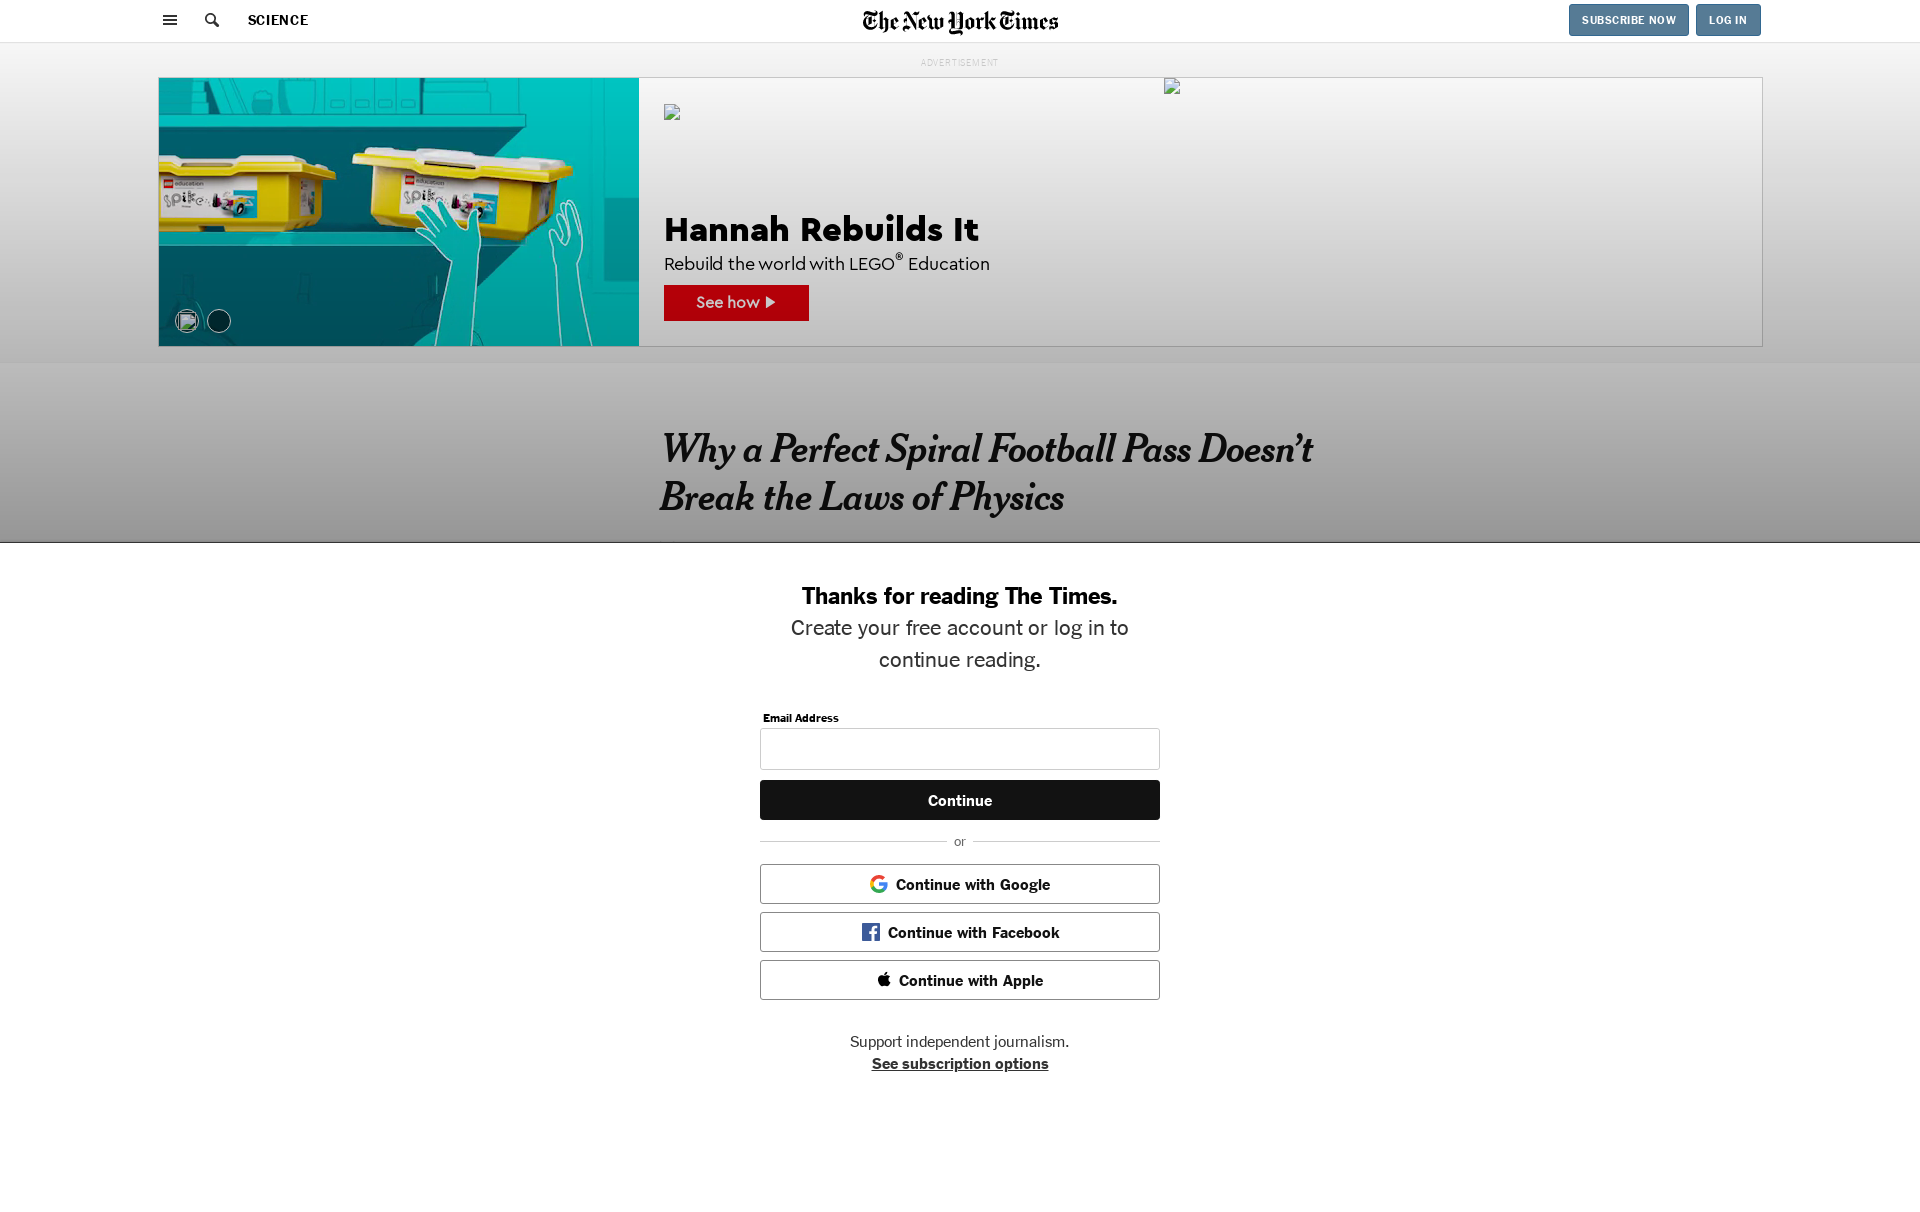 SCIENCE
The New York Times
SUBSCRIBE NOW
LOG IN
ADVERTISEMENT
education
education
Hannah Rebuilds It
Rebuild the world with LEGO® Education
See how
Why a Perfect Spiral Football Pass Doesn’t
Break the Laws of Physics
Thanks for reading The Times.
Create your free account or log in to
continue reading.
Email Address
Continue
or
Continue with Google
Continue with Facebook
Continue with Apple
Support independent journalism.
See subscription options